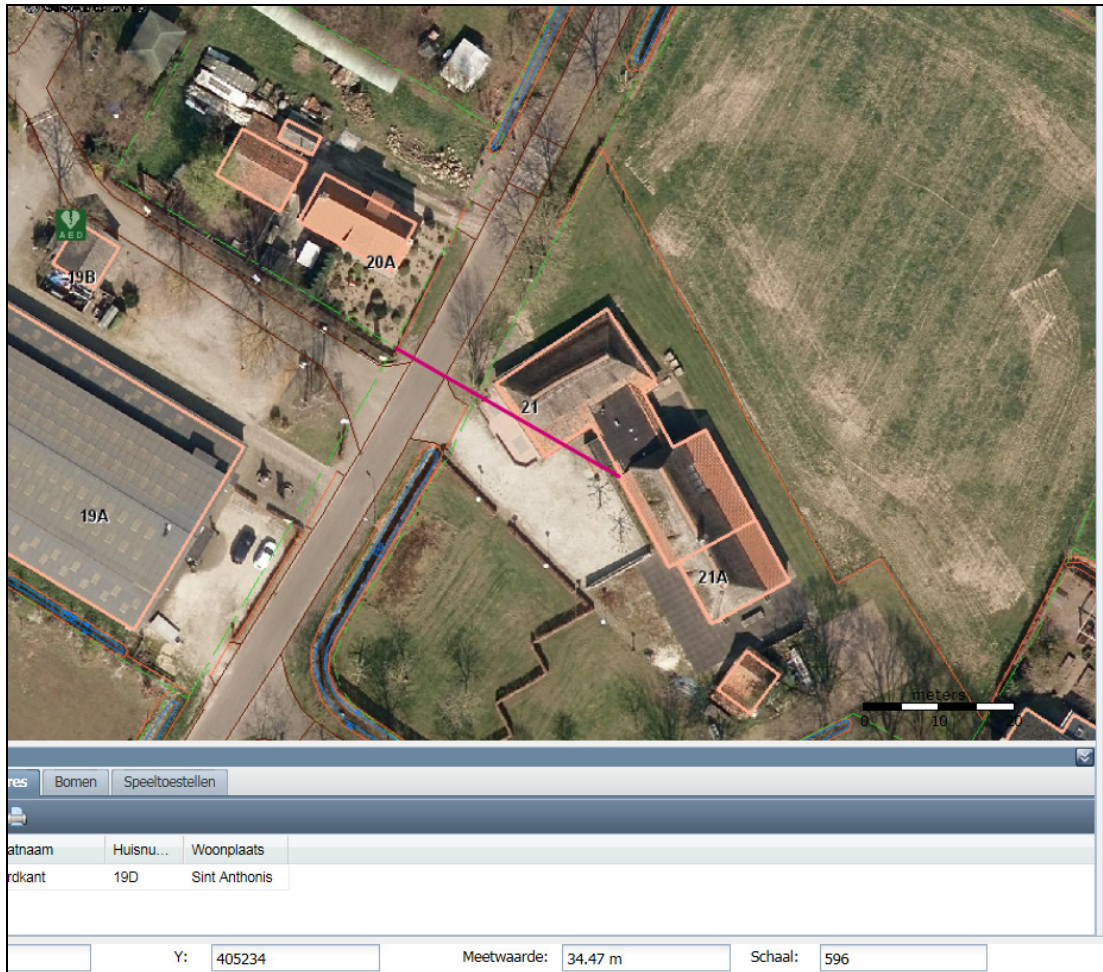 20A
AED
19B
21
19A
21A
meters
0 10 20
res Bomen Speeltoestellen
atnaam Huisnu... Woonplaats
rdkant 19D Sint Anthonis
Y: 405234 Meetwaarde: 34.47 m Schaal: 596